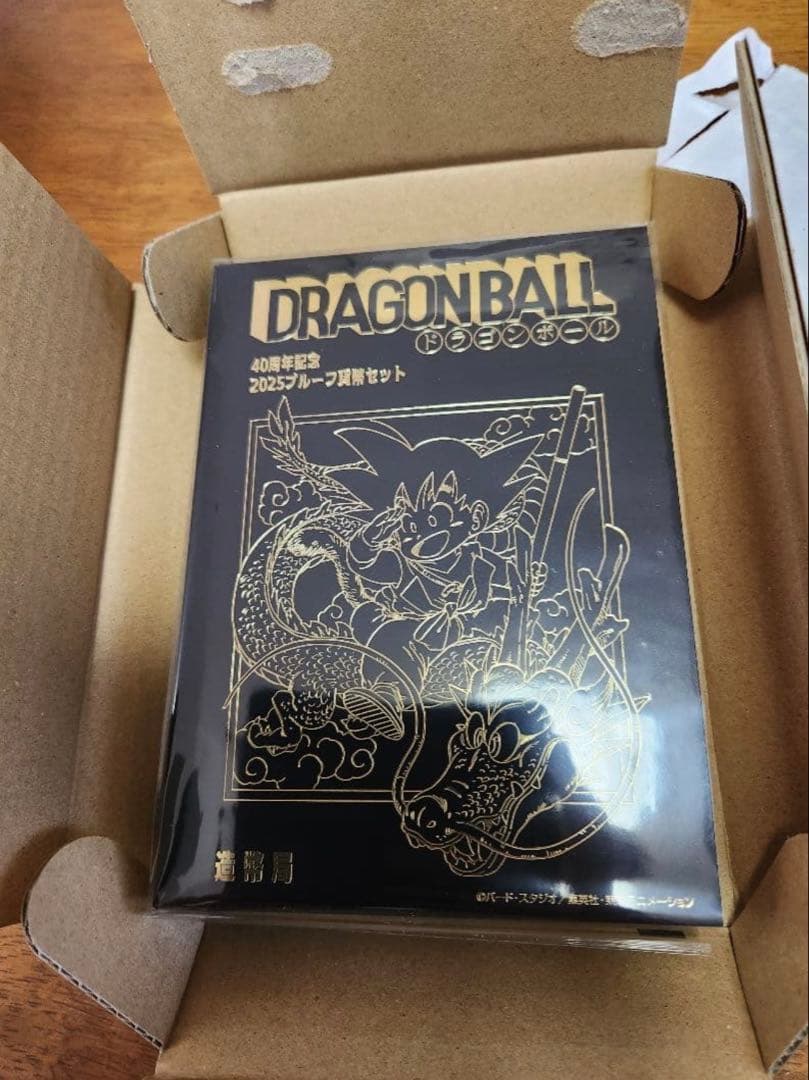 DRAGON BALL
ドラゴンボール
40周年記念
2025プルーフ貨幣セット
造幣局
©バード・スタジオ/集英社・東映アニメーション